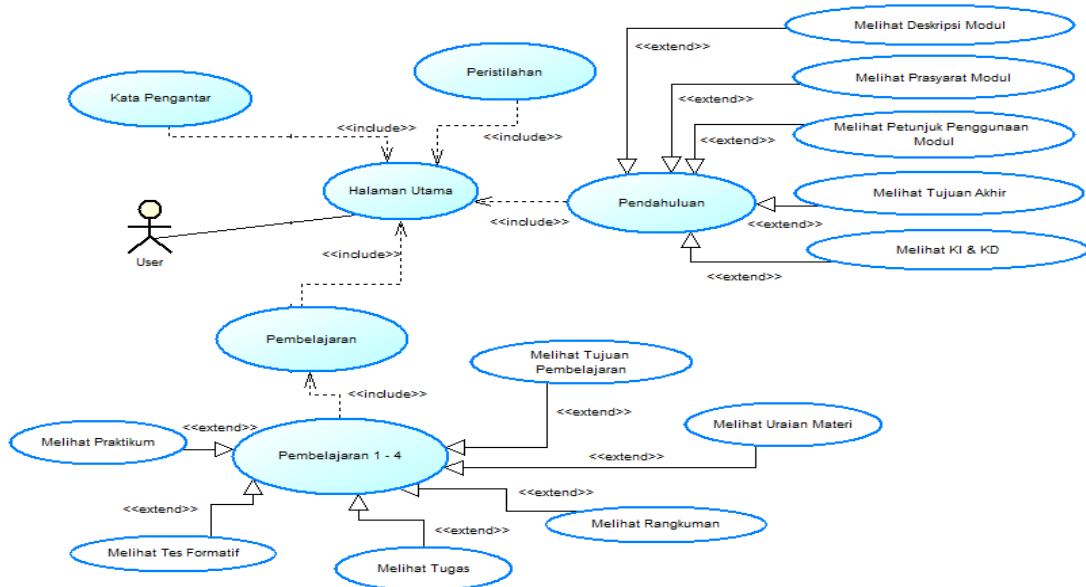 Melihat Deskripsi Modul
<<extend>>
Peristilahan
Melihat Prasyarat Modul
Kata Pengantar
<<extend>>
<<include>>
<<include>>
<<extend>>
Melihat Petunjuk Penggunaan
Modul
Halaman Utama
Pendahuluan
Melihat Tujuan Akhir
<<include>>
<<extend>>
User
<<include>>
Melihat KI & KD
<<extend>>
Pembelajaran
Melihat Tujuan
Pembelajaran
<<include>>
<<extend>>
Melihat Uraian Materi
<<extend>>
Melihat Praktikum
Pembelajaran 1 - 4
<<extend>>
<<extend>>
<<extend>>
<<extend>>
Melihat Rangkuman
Melihat Tes Formatif
Melihat Tugas